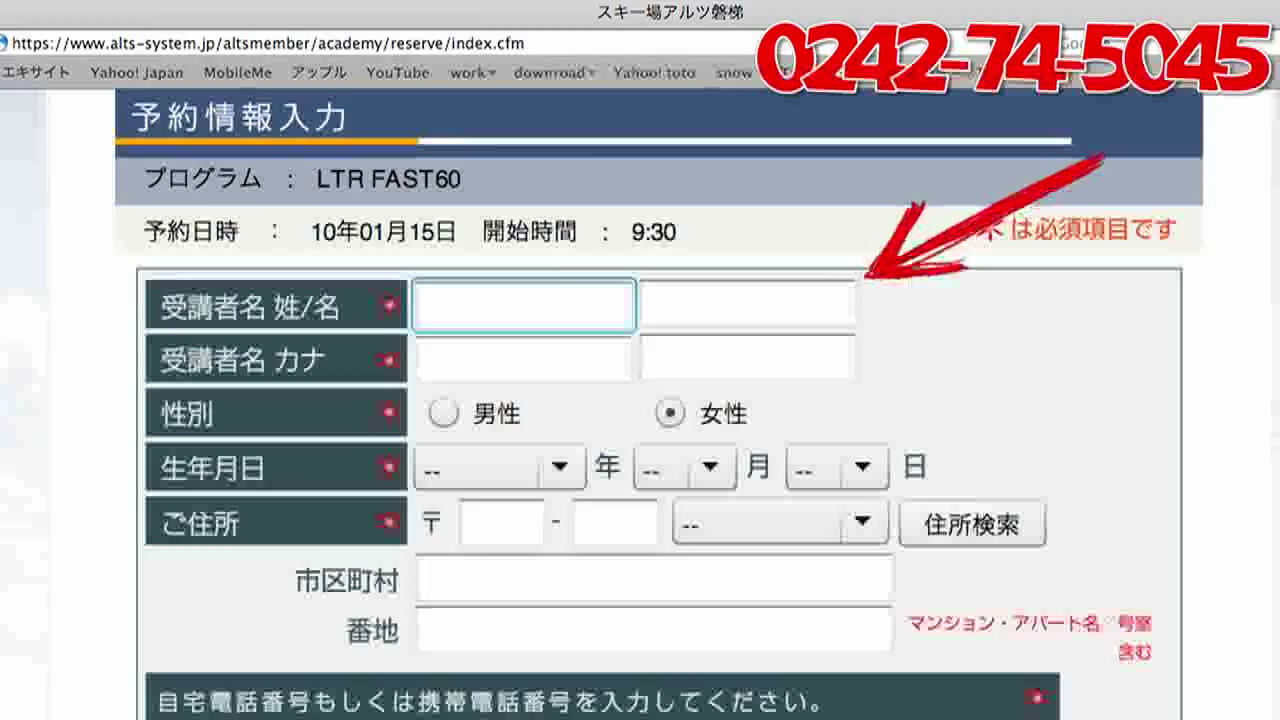 スキー場アルツ磐梯
https://www.alts-system.jp/altsmember/academy/reserve/index.cfm
0242-74-5045
エキサイト Yahoo! Japan MobileMe アップル YouTube work download Yahoo! toto snow
予約情報入力
プログラム : LTR FAST60
予約日時 : 10年01月15日 開始時間 : 9:30 は必須項目です
受講者名 姓/名 *
受講者名 カナ *
性別 * 男性 女性
生年月日 * -- 年 -- 月 -- 日
ご住所 * 〒 - -- 住所検索
市区町村
番地 マンション・アパート名 号室
含む
自宅電話番号もしくは携帯電話番号を入力してください。 *